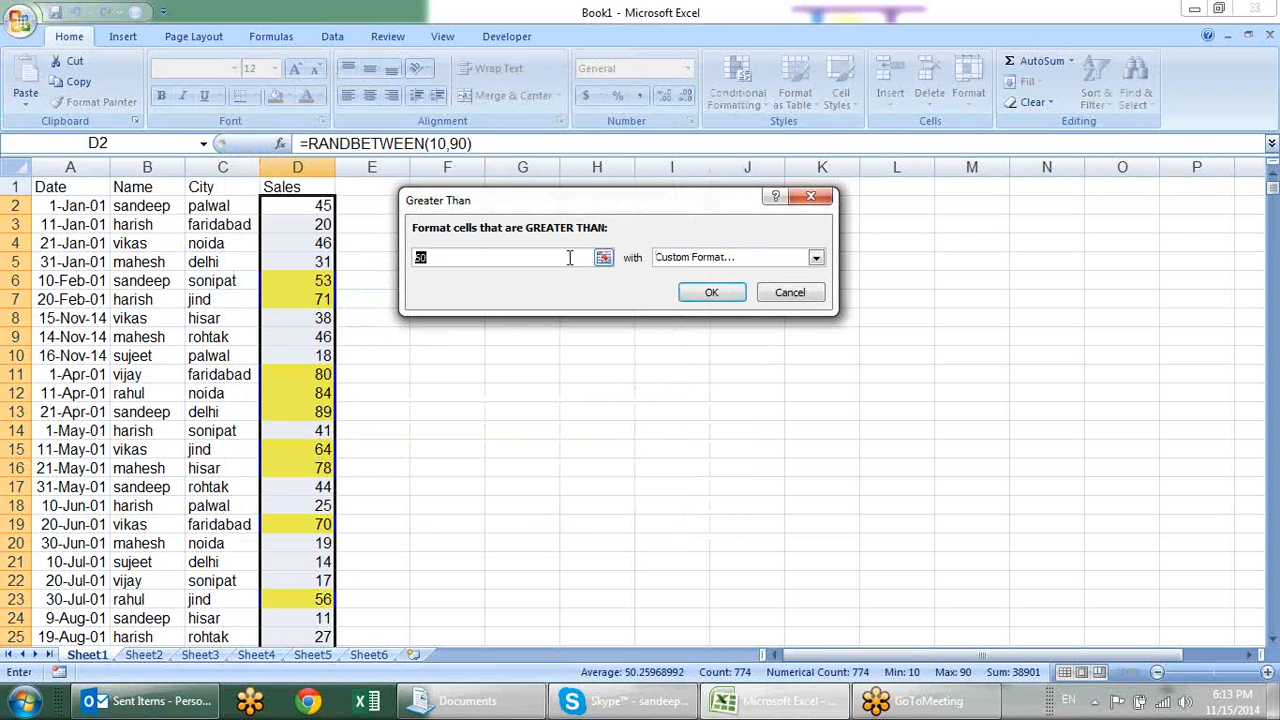 Book1 - Microsoft Excel
Home Insert Page Layout Formulas Data Review View Developer
Paste Cut Copy Format Painter
12
Wrap Text Merge & Center
General
$ % ,
Conditional Formatting Format as Table Cell Styles
Insert Delete Format
AutoSum Fill Clear Sort & Filter Find & Select
Clipboard Font Alignment Number Styles Cells Editing
D2 fx =RANDBETWEEN(10,90)
A B C D E F G H I J K L M N O P
1 Date Name City Sales
2 1-Jan-01 sandeep palwal 45
3 11-Jan-01 harish faridabad 20
4 21-Jan-01 vikas noida 46
5 31-Jan-01 mahesh delhi 31
6 10-Feb-01 sandeep sonipat 53
7 20-Feb-01 harish jind 71
8 15-Nov-14 vikas hisar 38
9 14-Nov-14 mahesh rohtak 46
10 16-Nov-14 sujeet palwal 18
11 1-Apr-01 vijay faridabad 80
12 11-Apr-01 rahul noida 84
13 21-Apr-01 sandeep delhi 89
14 1-May-01 harish sonipat 41
15 11-May-01 vikas jind 64
16 21-May-01 mahesh hisar 78
17 31-May-01 sandeep rohtak 44
18 10-Jun-01 harish palwal 25
19 20-Jun-01 vikas faridabad 70
20 30-Jun-01 mahesh noida 19
21 10-Jul-01 sujeet delhi 14
22 20-Jul-01 vijay sonipat 17
23 30-Jul-01 rahul jind 56
24 9-Aug-01 sandeep hisar 11
25 19-Aug-01 harish rohtak 27
Greater Than
Format cells that are GREATER THAN:
50 with Custom Format...
OK Cancel
Sheet1 Sheet2 Sheet3 Sheet4 Sheet5 Sheet6
Enter Average: 50.25968992 Count: 774 Numerical Count: 774 Min: 10 Max: 90 Sum: 38901
Sent Items - Perso... Documents Skype™ - sandeep... Microsoft Excel - ... GoToMeeting EN 6:13 PM
11/15/2014